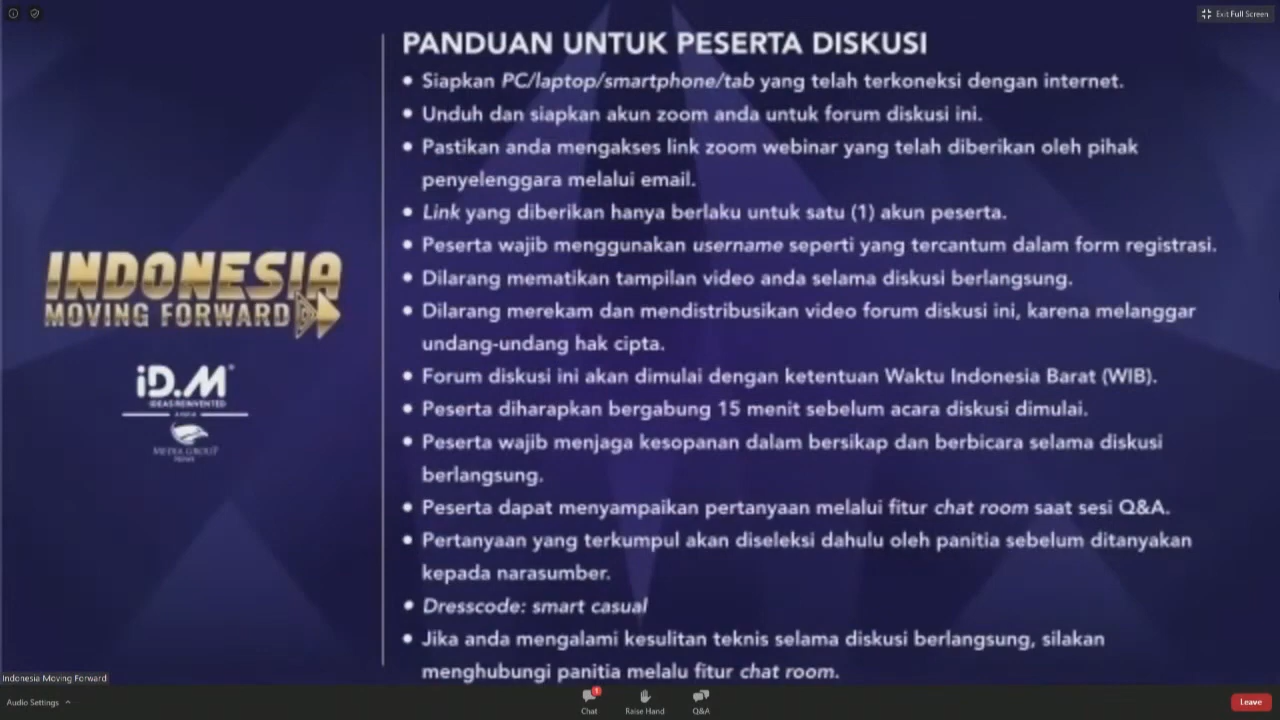 Exit Full Screen
PANDUAN UNTUK PESERTA DISKUSI
• Siapkan PC/laptop/smartphone/tab yang telah terkoneksi dengan internet.
• Unduh dan siapkan akun zoom anda untuk forum diskusi ini.
• Pastikan anda mengakses link zoom webinar yang telah diberikan oleh pihak
penyelenggara melalui email.
• Link yang diberikan hanya berlaku untuk satu (1) akun peserta.
• Peserta wajib menggunakan username seperti yang tercantum dalam form registrasi.
• Dilarang mematikan tampilan video anda selama diskusi berlangsung.
• Dilarang merekam dan mendistribusikan video forum diskusi ini, karena melanggar
undang-undang hak cipta.
• Forum diskusi ini akan dimulai dengan ketentuan Waktu Indonesia Barat (WIB).
• Peserta diharapkan bergabung 15 menit sebelum acara diskusi dimulai.
• Peserta wajib menjaga kesopanan dalam bersikap dan berbicara selama diskusi
berlangsung.
• Peserta dapat menyampaikan pertanyaan melalui fitur chat room saat sesi Q&A.
• Pertanyaan yang terkumpul akan diseleksi dahulu oleh panitia sebelum ditanyakan
kepada narasumber.
• Dresscode: smart casual
• Jika anda mengalami kesulitan teknis selama diskusi berlangsung, silakan
menghubungi panitia melalu fitur chat room.
INDONESIA
MOVING FORWARD
iD.M
IDEAS REINVENTED
MEDIA GROUP
NEWS
Indonesia Moving Forward
Audio Settings
1
Chat
Raise Hand
Q&A
Leave